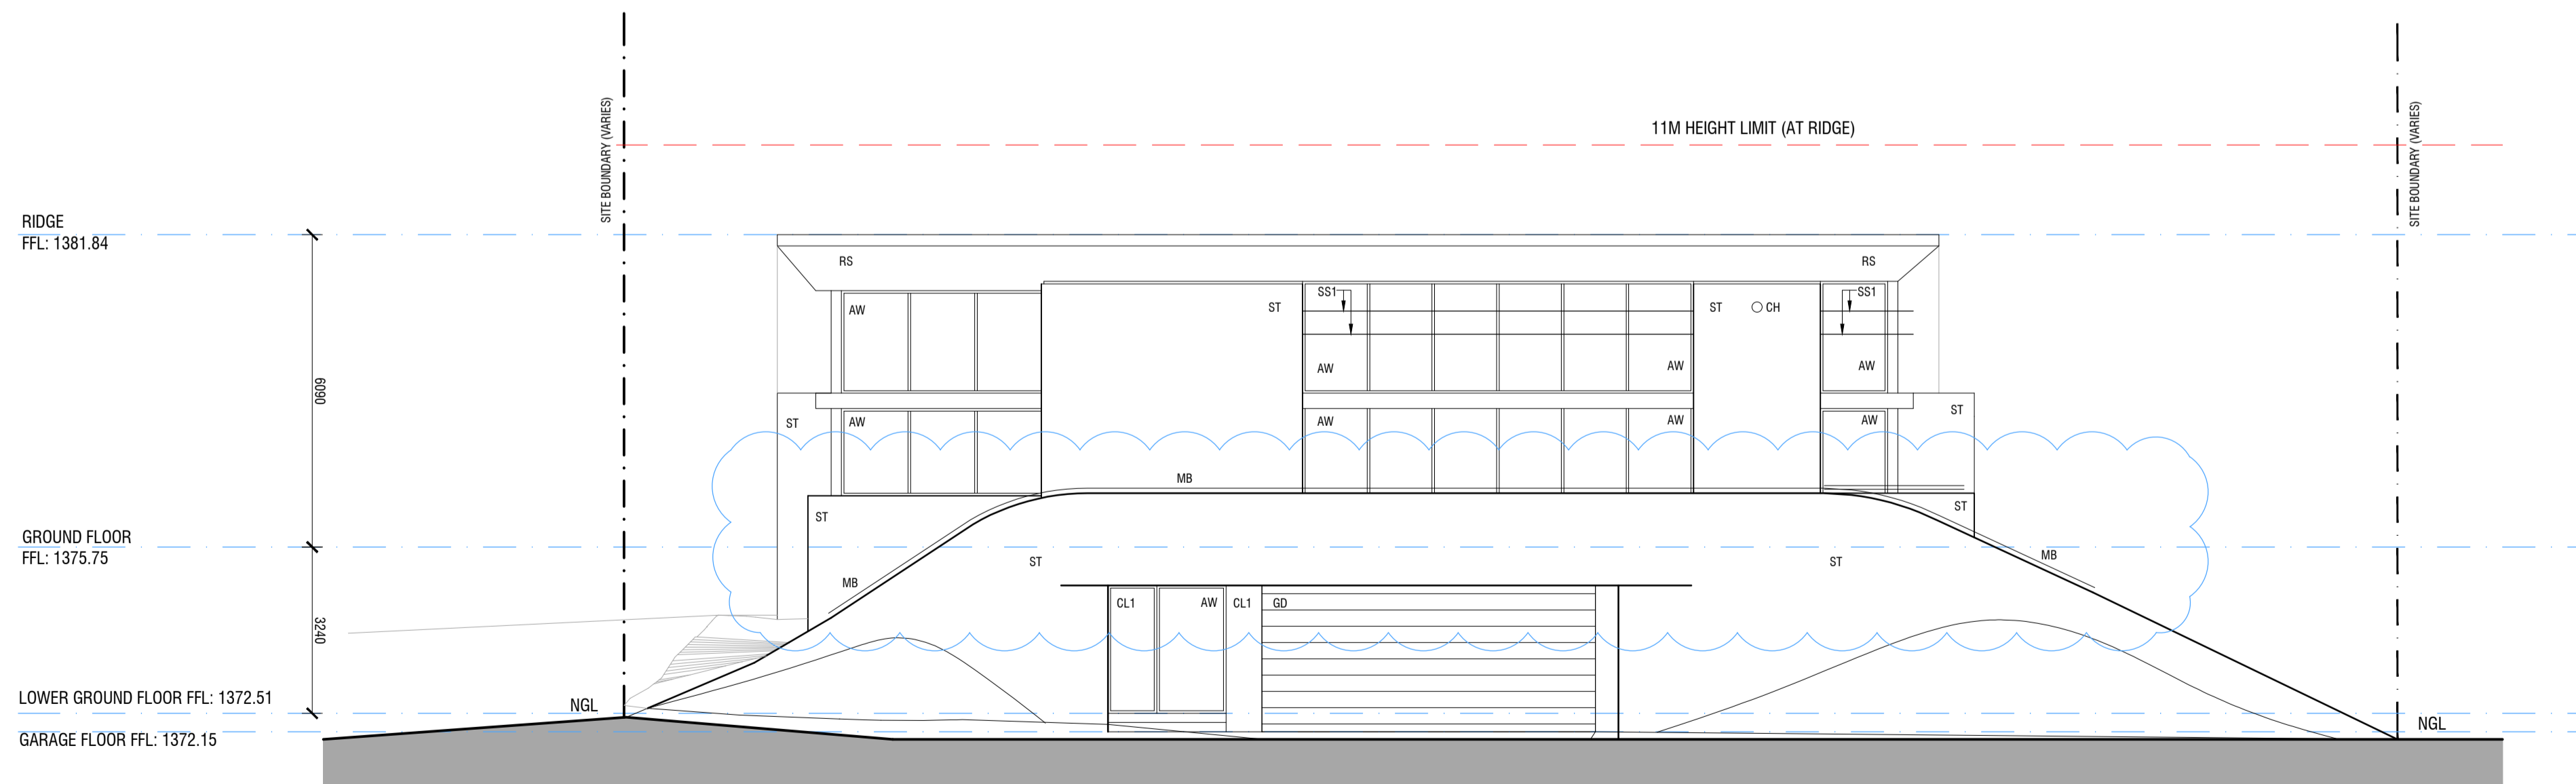 11M HEIGHT LIMIT (AT RIDGE)
SITE BOUNDARY (VARIES)
SITE BOUNDARY (VARIES)
RIDGE
FFL: 1381.84
RS
RS
AW
ST
SS1
ST
CH
SS1
AW
AW
AW
6090
ST
AW
AW
AW
AW
ST
MB
ST
ST
GROUND FLOOR
FFL: 1375.75
ST
ST
MB
MB
3240
CL1
AW
CL1
GD
LOWER GROUND FLOOR FFL: 1372.51
NGL
NGL
GARAGE FLOOR FFL: 1372.15